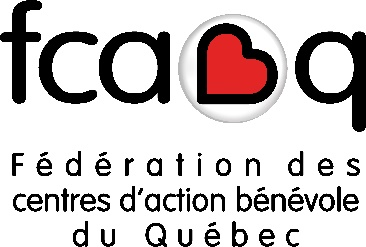 fcabq
Fédération des
centres d'action bénévole
du Québec